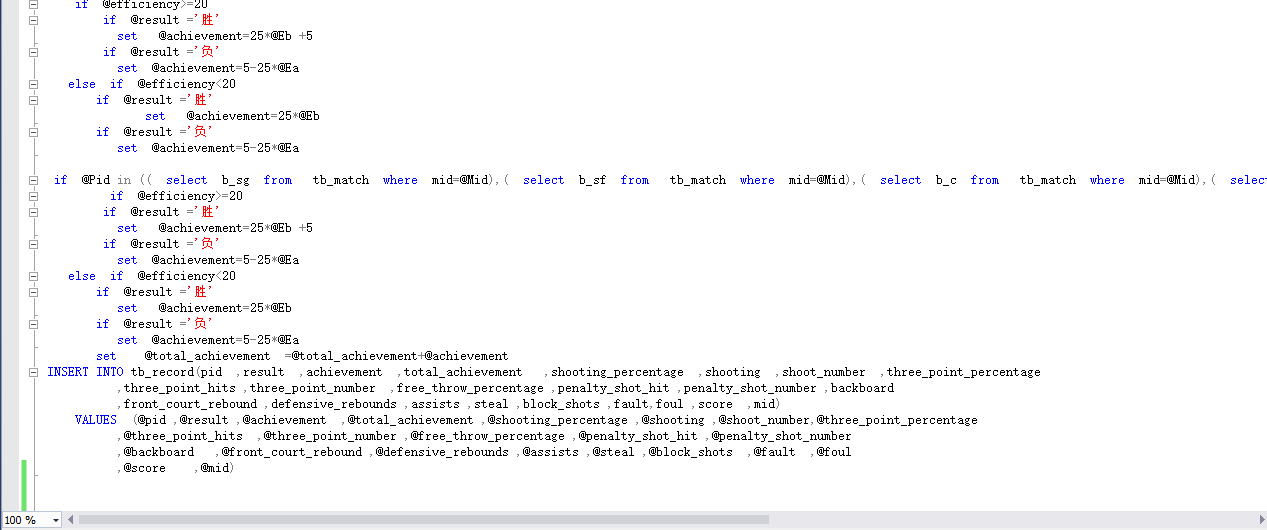 if @efficiency>=20
if @result ='胜'
set @achievement=25*@Eb +5
if @result ='负'
set @achievement=5-25*@Ea
else if @efficiency<20
if @result ='胜'
set @achievement=25*@Eb
if @result ='负'
set @achievement=5-25*@Ea
if @Pid in (( select b_sg from tb_match where mid=@Mid),( select b_sf from tb_match where mid=@Mid),( select b_c from tb_match where mid=@Mid),( selec
if @efficiency>=20
if @result ='胜'
set @achievement=25*@Eb +5
if @result ='负'
set @achievement=5-25*@Ea
else if @efficiency<20
if @result ='胜'
set @achievement=25*@Eb
if @result ='负'
set @achievement=5-25*@Ea
set @total_achievement =@total_achievement+@achievement
INSERT INTO tb_record(pid ,result ,achievement ,total_achievement ,shooting_percentage ,shooting ,shoot_number ,three_point_percentage
,three_point_hits ,three_point_number ,free_throw_percentage ,penalty_shot_hit ,penalty_shot_number ,backboard
,front_court_rebound ,defensive_rebounds ,assists ,steal ,block_shots ,fault,foul ,score ,mid)
VALUES (@pid ,@result ,@achievement ,@total_achievement ,@shooting_percentage ,@shooting ,@shoot_number,@three_point_percentage
,@three_point_hits ,@three_point_number ,@free_throw_percentage ,@penalty_shot_hit ,@penalty_shot_number
,@backboard ,@front_court_rebound ,@defensive_rebounds ,@assists ,@steal ,@block_shots ,@fault ,@foul
,@score ,@mid)
100 %